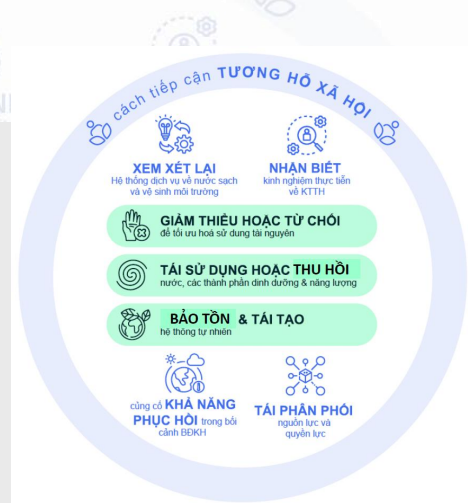 cách tiếp cận TƯƠNG HỖ XÃ HỘI
XEM XÉT LẠI
Hệ thống dịch vụ về nước sạch
và vệ sinh môi trường
NHẬN BIẾT
kinh nghiệm thực tiễn
về KTTH
GIẢM THIỂU HOẶC TỪ CHỐI
để tối ưu hoá sử dụng tài nguyên
TÁI SỬ DỤNG HOẶC THU HỒI
nước, các thành phần dinh dưỡng & năng lượng
BẢO TỒN & TÁI TẠO
hệ thống tự nhiên
củng cố KHẢ NĂNG
PHỤC HỒI trong bối
cảnh BĐKH
TÁI PHÂN PHỐI
nguồn lực và
quyền lực